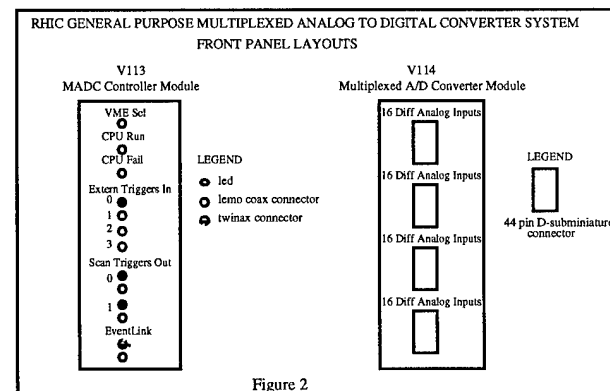 RHIC GENERAL PURPOSE MULTIPLEXED ANALOG TO DIGITAL CONVERTER SYSTEM
FRONT PANEL LAYOUTS
V113
MADC Controller Module
VME Sel
CPU Run
CPU Fail
Extern Triggers In
0
1
2
3
Scan Triggers Out
0
1
EventLink
LEGEND
led
lemo coax connector
twinax connector
V114
Multiplexed A/D Converter Module
16 Diff Analog Inputs
16 Diff Analog Inputs
16 Diff Analog Inputs
16 Diff Analog Inputs
LEGEND
44 pin D-subminiature
connector
Figure 2